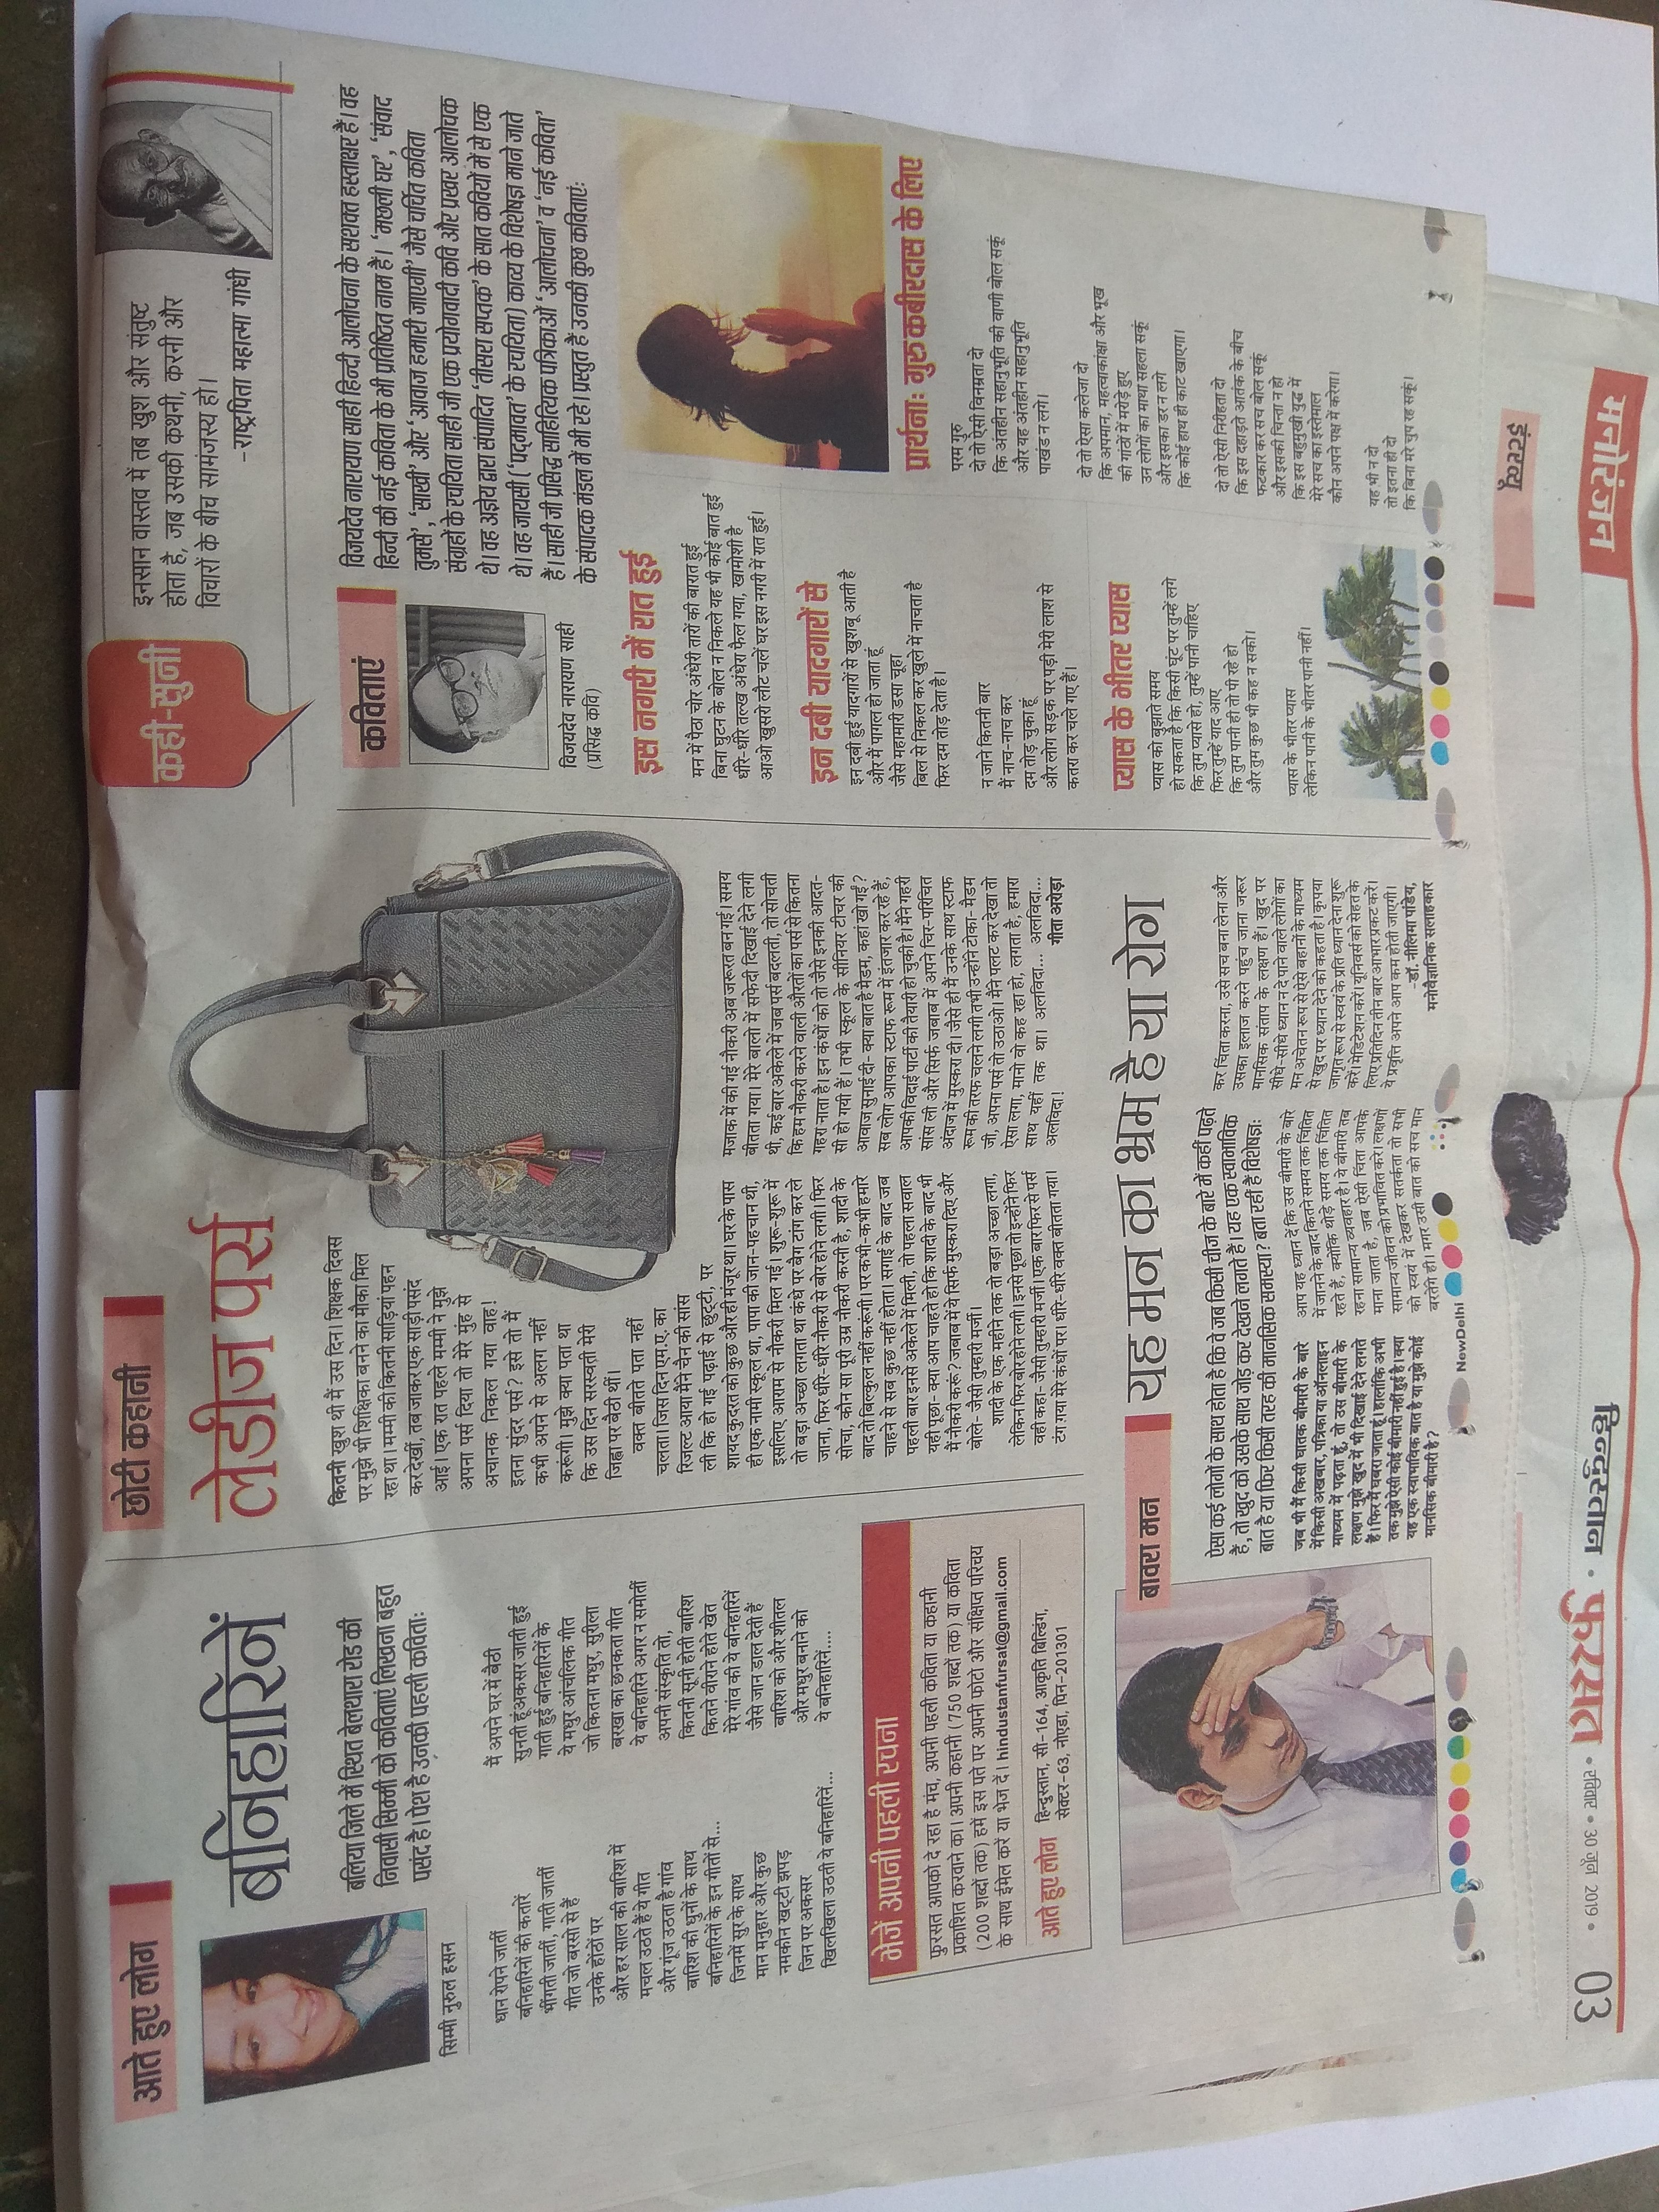 आते हुए लोग
सिम्मी नुरुल हसन
बनिहारिनें
बलिया जिले में स्थित बेलथारा रोड की
निवासी सिम्मी को कविताएं लिखना बहुत
पसंद है। पेश है उनकी पहली कविता:
धान रोपने जातीं
बनिहारिनों की कतारें
भींगती जातीं, गाती जातीं
गीत जो बरसों से हैं
उनके होंठों पर
और हर साल की बारिश में
मचल उठते हैं ये गीत
और गूंज उठता है गांव
बारिश की धुनों के साथ
बनिहारिनों के इन गीतों से...
जिनमें सुर के साथ
मान मनुहार और कुछ
नमकीन खट्टी झपड़
जिन पर अकसर
खिलखिला उठती ये बनिहारिनें...
मैं अपने घर में बैठी
सुनती हूं अकसर जाती हुई
गाती हुई बनिहारिनों के
ये मधुर आंचलिक गीत
जो कितना मधुर, सुरीला
बरखा का छनकता गीत
ये बनिहारिनें अगर न समोतीं
अपनी संस्कृति तो,
कितनी सूनी होती बारिश
कितने वीराने होते खेत
मेरे गांव की ये बनिहारिनें
जैसे जान डाल देती हैं
बारिश को और शीतल
और मधुर बनाने को
ये बनिहारिनें....
भेजें अपनी पहली रचना
फुरसत आपको दे रहा है मंच, अपनी पहली कविता या कहानी
प्रकाशित करवाने का। अपनी कहानी (750 शब्दों तक) या कविता
(200 शब्दों तक) हमें इस पते पर अपनी फोटो और संक्षिप्त परिचय
के साथ ईमेल करें या भेज दें। hindustanfursat@gmail.com
आते हुए लोग
हिन्दुस्तान, सी-164, आकृति बिल्डिंग,
सेक्टर-63, नोएडा, पिन-201301
छोटी कहानी
लेडीज पर्स
कितनी खुश थी मैं उस दिन। शिक्षक दिवस
पर मुझे भी शिक्षिका बनने का मौका मिल
रहा था। मम्मी की कितनी साड़ियां पहन
कर देखीं, तब जाकर एक साड़ी पसंद
आई। एक रात पहले मम्मी ने मुझे
अपना पर्स दिया तो मेरे मुंह से
अचानक निकल गया वाह!
इतना सुंदर पर्स? इसे तो मैं
कभी अपने से अलग नहीं
करूंगी। मुझे क्या पता था
कि उस दिन सरस्वती मेरी
जिह्वा पर बैठी थीं।
वक्त बीतते पता नहीं
चलता। जिस दिन एम.ए. का
रिजल्ट आया मैंने चैन की सांस
ली कि हो गई पढ़ाई से छुट्टी, पर
शायद कुदरत को कुछ और ही मंजूर था। घर के पास
ही एक नामी स्कूल था, पापा की जान-पहचान थी,
इसलिए आराम से नौकरी मिल गई। शुरू-शुरू में
तो बड़ा अच्छा लगता था कंधे पर बैग टांग कर ले
जाना, फिर धीरे-धीरे नौकरी से बोर होने लगी। फिर
सोचा, कौन सा पूरी उम्र नौकरी करनी है, शादी के
बाद तो बिल्कुल नहीं करूंगी। पर कभी-कभी हमारे
चाहने से सब कुछ नहीं होता। सगाई के बाद जब
पहली बार इनसे अकेले में मिली, तो पहला सवाल
यही पूछा- क्या आप चाहते हो कि शादी के बाद भी
मैं नौकरी करूं? जवाब में ये सिर्फ मुस्करा दिए और
बोले- जैसी तुम्हारी मर्जी।
शादी के एक महीने तक तो बड़ा अच्छा लगा,
लेकिन फिर बोर होने लगी। इनसे पूछा तो इन्होंने फिर
वही कहा- जैसी तुम्हारी मर्जी। एक बार फिर से पर्स
टंग गया मेरे कंधों पर। धीरे-धीरे वक्त बीतता गया।
मजाक में की गई नौकरी अब जरूरत बन गई। समय
बीतता गया। मेरे बालों में सफेदी दिखाई देने लगी
थी, कई बार अकेले में जब पर्स बदलती, तो सोचती
कि हम नौकरी करने वाली औरतों का पर्स से कितना
गहरा नाता है। इन कंधों को तो जैसे इनकी आदत-
सी हो गयी है। तभी स्कूल के सीनियर टीचर की
आवाज सुनाई दी- क्या बात है मैडम, कहां खो गईं?
सब लोग आपका स्टाफ रूम में इंतजार कर रहे हैं,
आपकी विदाई पार्टी की तैयारी हो चुकी है। मैंने गहरी
सांस ली और सिर्फ जवाब में अपने चिर-परिचित
अंदाज में मुस्करा दी। जैसे ही मैं उनके साथ स्टाफ
रूम की तरफ चलने लगी तभी उन्होंने टोका- मैडम
जी, अपना पर्स तो उठाओ। मैंने पलट कर देखा तो
ऐसा लगा, मानो वो कह रहा हो, लगता है, हमारा
साथ यहीं तक था। अलविदा... अलविदा...
अलविदा!
गीता अरोड़ा
बावरा मन
यह मन का भ्रम है या रोग
ऐसा कई लोगों के साथ होता है कि वे जब किसी चीज के बारे में कहीं पढ़ते
हैं, तो खुद को उसके साथ जोड़ कर देखने लगते हैं। यह एक स्वाभाविक
बात है या फिर किसी तरह की मानसिक समस्या? बता रही हैं विशेषज्ञ:
जब भी मैं किसी घातक बीमारी के बारे
में किसी अखबार, पत्रिका या ऑनलाइन
माध्यम में पढ़ता हूं, तो उस बीमारी के
लक्षण मुझे खुद में भी दिखाई देने लगते
हैं। फिर मैं घबरा जाता हूं। हालांकि अभी
तक मुझे ऐसी कोई बीमारी नहीं हुई है। क्या
यह एक स्वाभाविक बात है या मुझे कोई
मानसिक बीमारी है?
आप यह ध्यान दें कि उस बीमारी के बारे
में जानने के बाद कितने समय तक चिंतित
रहते हैं, क्योंकि थोड़े समय तक चिंतित
रहना सामान्य व्यवहार है। ये बीमारी तब
माना जाता है, जब ऐसी चिंता आपके
सामान्य जीवन को प्रभावित करे। लक्षणों
को स्वयं में देखकर सतर्कता तो सभी
बरतेंगे ही। मगर उसी बात को सच मान
कर चिंता करना, उसे सच बना लेना और
उसका इलाज करने पहुंच जाना जरूर
मानसिक संताप के लक्षण हैं। खुद पर
सीधे-सीधे ध्यान न दे पाने वाले लोगों का
मन अचेतन रूप से ऐसे बहानों के माध्यम
से खुद पर ध्यान देने को कहता है। कृपया
जागृत रूप से स्वयं के प्रति ध्यान देना शुरू
करें। मेडिटेशन करें। यूनिवर्स को सेहत के
लिए प्रतिदिन तीन बार आभार प्रकट करें।
ये प्रवृत्ति अपने आप कम होती जाएगी।
-डॉ. नीलिमा पांडेय,
मनोवैज्ञानिक सलाहकार
कही-सुनी
इनसान वास्तव में तब खुश और संतुष्ट
होता है, जब उसकी कथनी, करनी और
विचारों के बीच सामंजस्य हो।
-राष्ट्रपिता महात्मा गांधी
कविताएं
विजयदेव नारायण साही
(प्रसिद्ध कवि)
विजयदेव नारायण साही हिन्दी आलोचना के सशक्त हस्ताक्षर हैं। वह
हिन्दी की नई कविता के भी प्रतिष्ठित नाम हैं। 'मछली घर', 'संवाद
तुमसे', 'साखी' और 'आवाज हमारी जाएगी' जैसे चर्चित कविता
संग्रहों के रचयिता साही जी एक प्रयोगवादी कवि और प्रखर आलोचक
थे। वह अज्ञेय द्वारा संपादित 'तीसरा सप्तक' के सात कवियों में से एक
थे। वह जायसी ('पद्मावत' के रचयिता) काव्य के विशेषज्ञ माने जाते
हैं। साही जी प्रसिद्ध साहित्यिक पत्रिकाओं 'आलोचना' व 'नई कविता'
के संपादक मंडल में भी रहे। प्रस्तुत हैं उनकी कुछ कविताएं:
इस नगरी में रात हुई
मन में पैठा चोर अंधेरी तारों की बारात हुई
बिना घुटन के बोल न निकले यह भी कोई बात हुई
धीरे-धीरे तल्ख अंधेरा फैल गया, खामोशी है
आओ खुसरो लौट चलें घर इस नगरी में रात हुई।
इन दबी यादगारों से
इन दबी हुई यादगारों से खुशबू आती है
और मैं पागल हो जाता हूं
जैसे महामारी डसा चूहा
बिल से निकल कर खुले में नाचता है
फिर दम तोड़ देता है।
न जाने कितनी बार
मैं नाच-नाच कर
दम तोड़ चुका हूं
और लोग सड़क पर पड़ी मेरी लाश से
कतरा कर चले गए हैं।
प्यास के भीतर प्यास
प्यास को बुझाते समय
हो सकता है कि किसी घूंट पर तुम्हें लगे
कि तुम प्यासे हो, तुम्हें पानी चाहिए
फिर तुम्हें याद आए
कि तुम पानी ही तो पी रहे हो
और तुम कुछ भी कह न सको।
प्यास के भीतर प्यास
लेकिन पानी के भीतर पानी नहीं।
प्रार्थना: गुरु कबीरदास के लिए
परम गुरु
दो तो ऐसी विनम्रता दो
कि अंतहीन सहानुभूति की वाणी बोल सकूं
और यह अंतहीन सहानुभूति
पाखंड न लगे।
दो तो ऐसा कलेजा दो
कि अपमान, महत्वाकांक्षा और भूख
की गांठों में मरोड़े हुए
उन लोगों का माथा सहला सकूं
और इसका डर न लगे
कि कोई हाथ ही काट खाएगा।
दो तो ऐसी निरीहता दो
कि इस दहाड़ते आतंक के बीच
फटकार कर सच बोल सकूं
और इसकी चिन्ता न हो
कि इस बहुमुखी युद्ध में
मेरे सच का इस्तेमाल
कौन अपने पक्ष में करेगा।
यह भी न दो
तो इतना ही दो
कि बिना मरे चुप रह सकूं।
NewDelhi
03
रविवार • 30 जून 2019 •
फुरसत • हिन्दुस्तान
मनोरंजन
इंटरव्यू